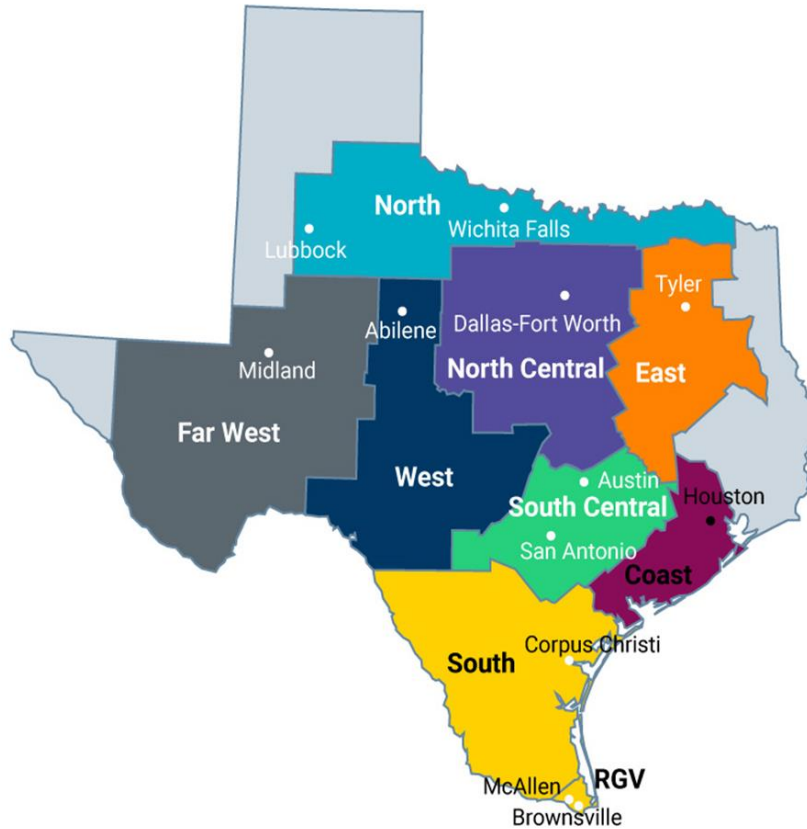 North
Wichita Falls
Lubbock
Tyler
Abilene
Dallas-Fort Worth
Midland
North Central
East
Far West
West
Austin
Houston
South Central
San Antonio
Coast
Corpus Christi
South
RGV
McAllen
Brownsville